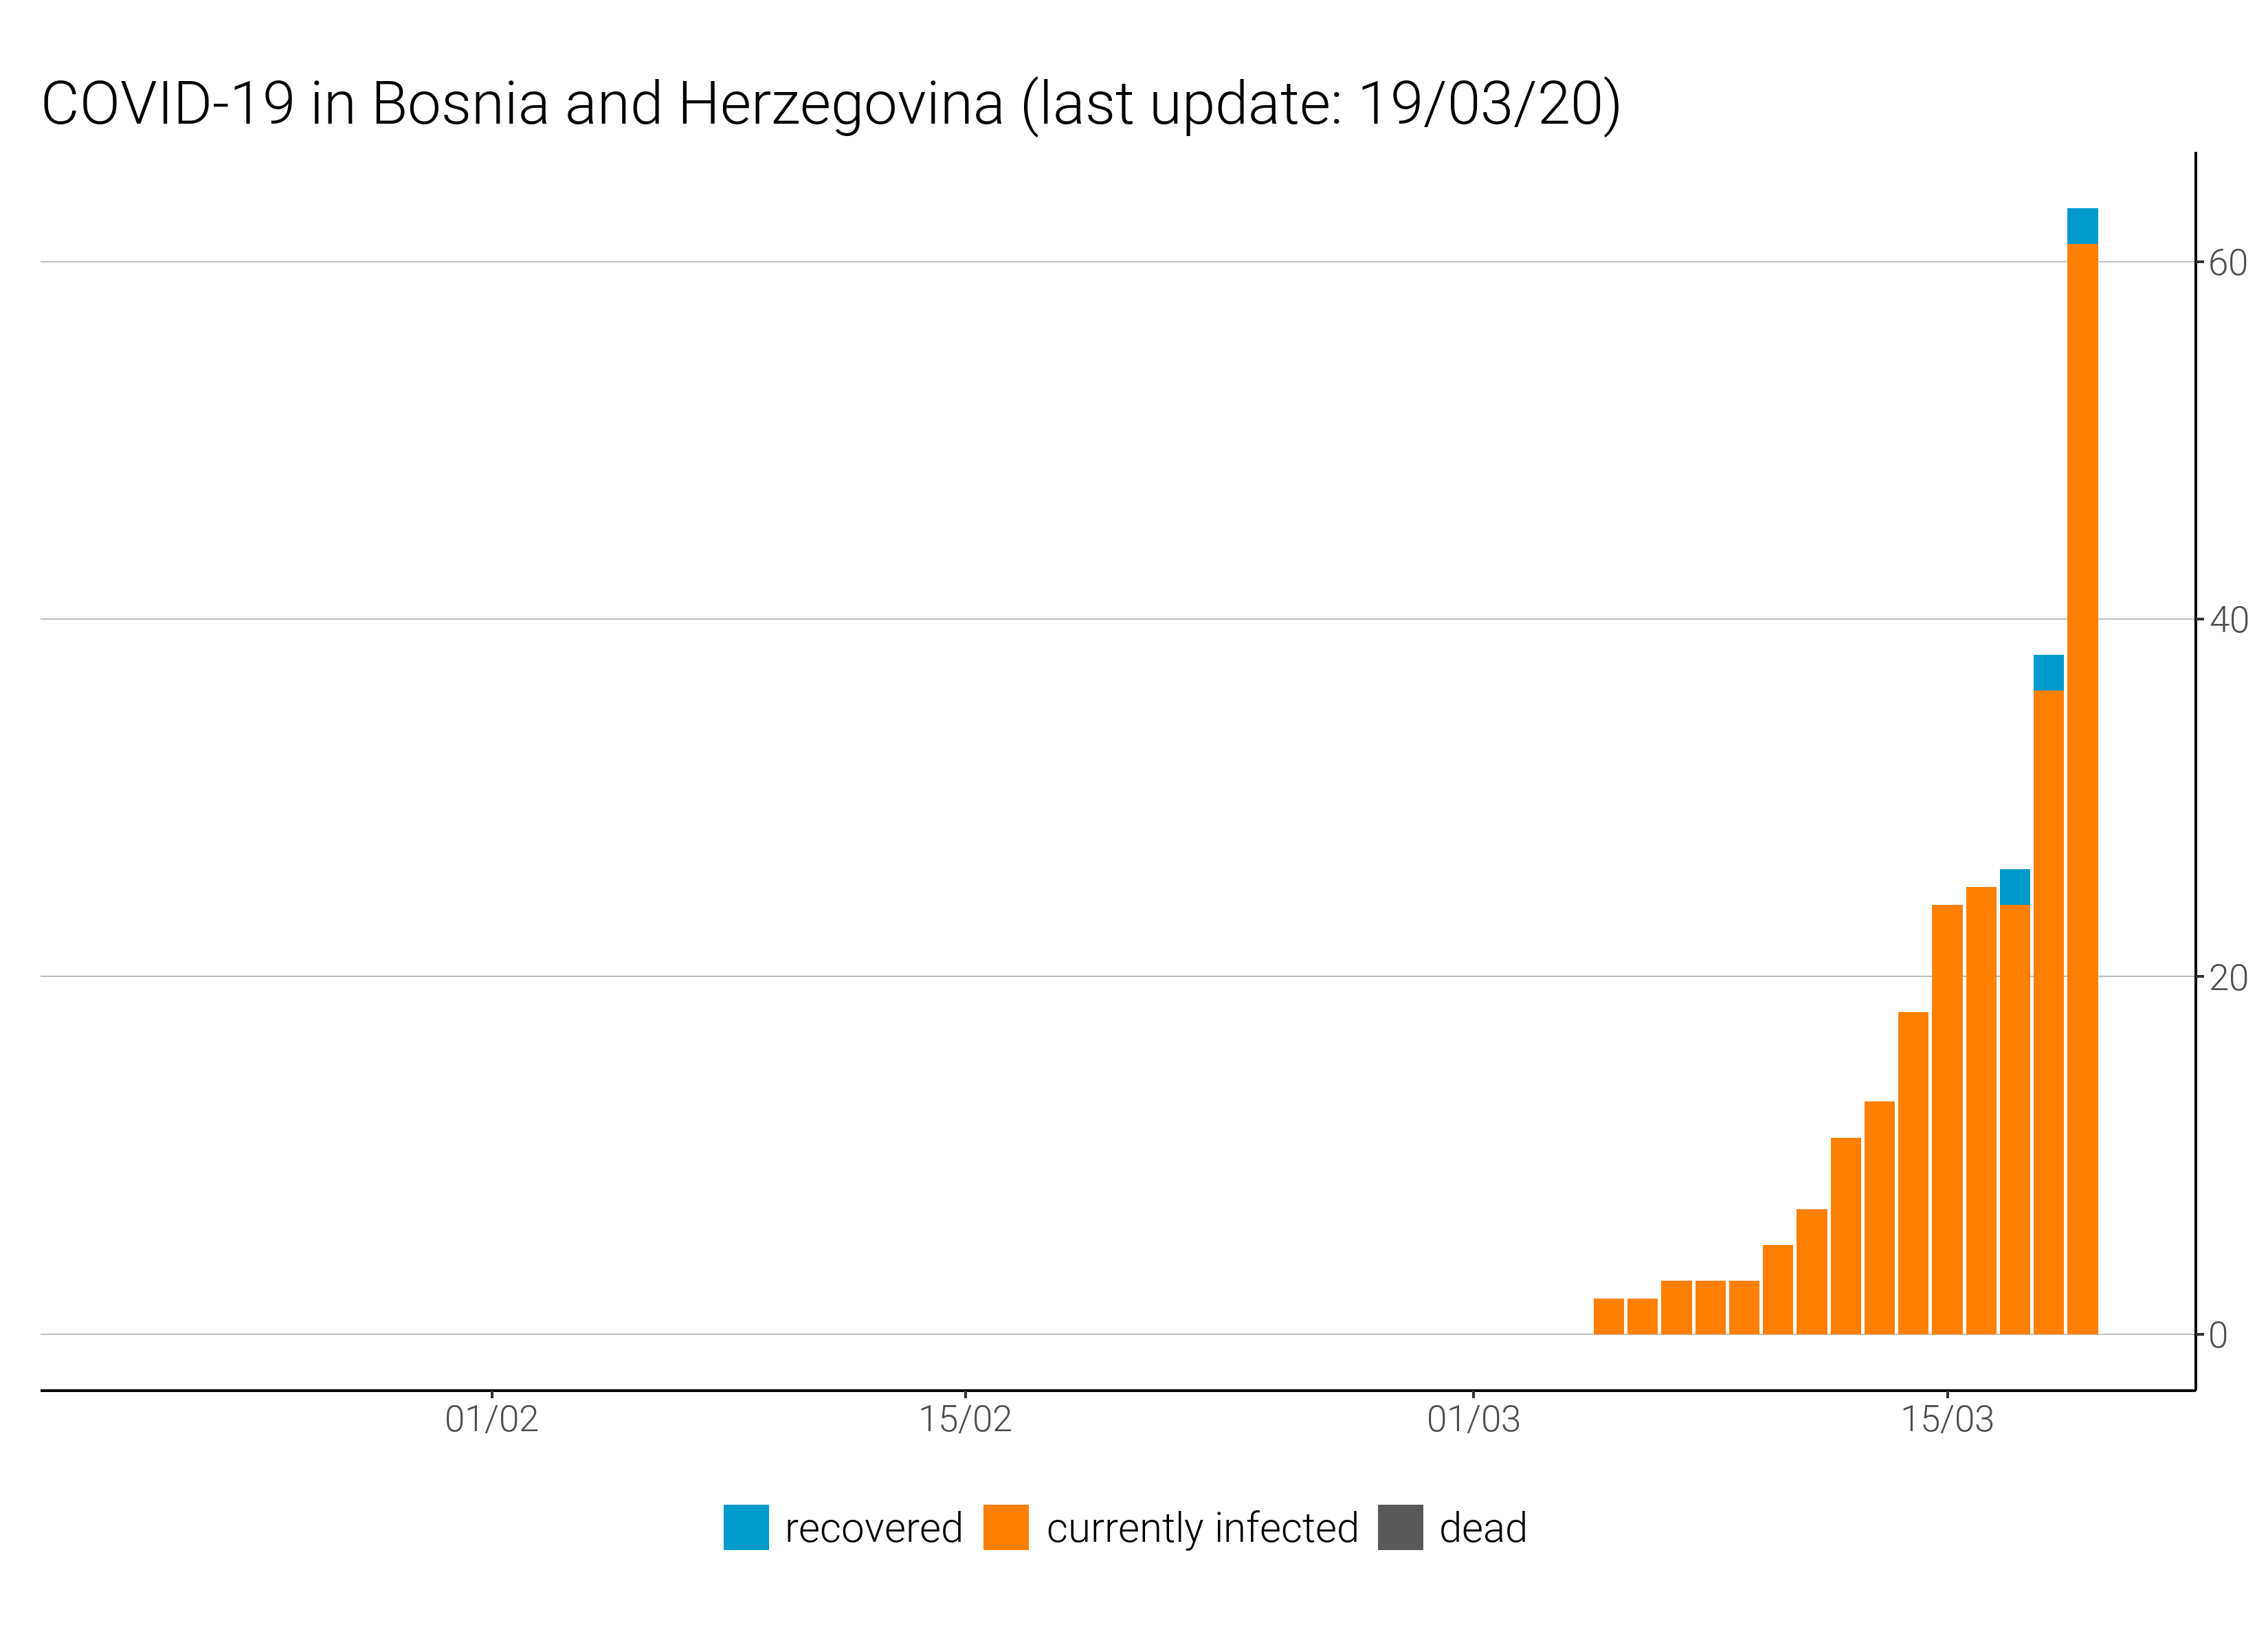 COVID-19 in Bosnia and Herzegovina (last update: 19/03/20)
60
40
20
0
01/02 15/02 01/03 15/03
recovered currently infected dead